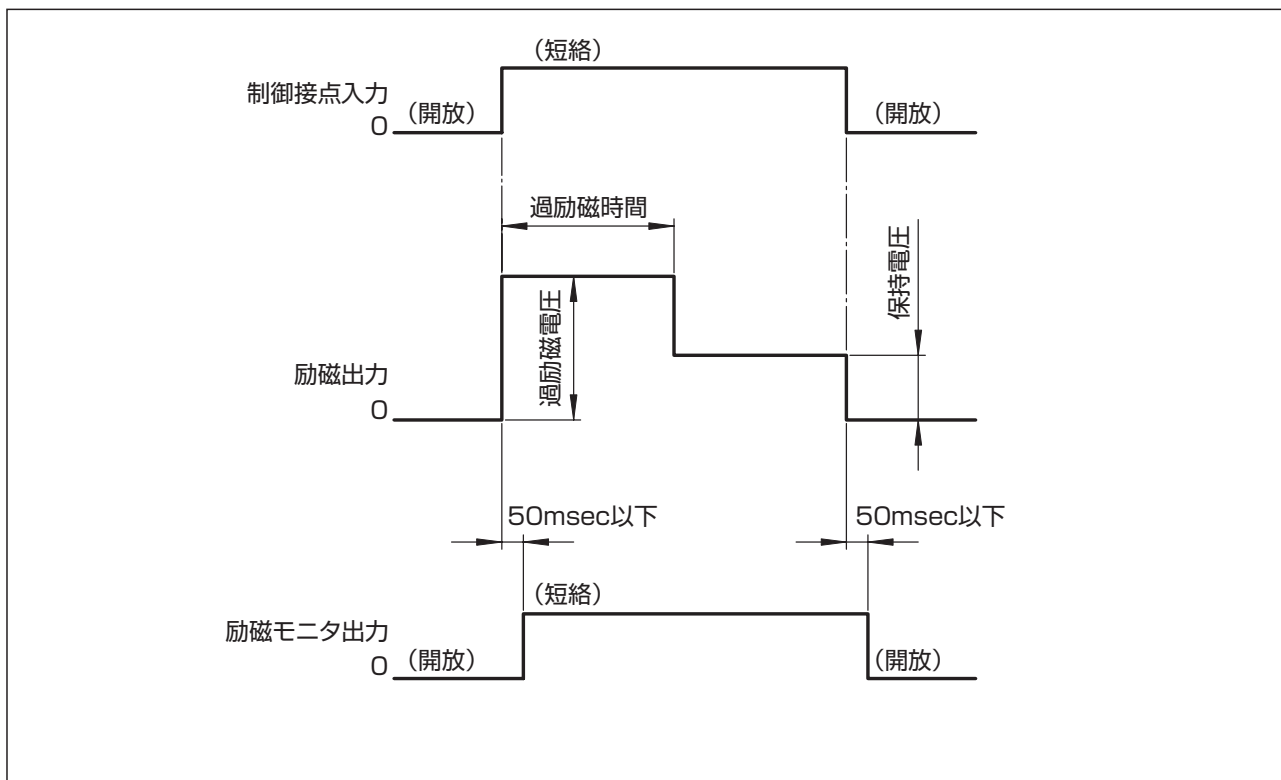 （短絡）
制御接点入力
0
（開放）
（開放）
過励磁時間
過励磁電圧
保持電圧
励磁出力
0
50msec以下
50msec以下
（短絡）
励磁モニタ出力
0
（開放）
（開放）